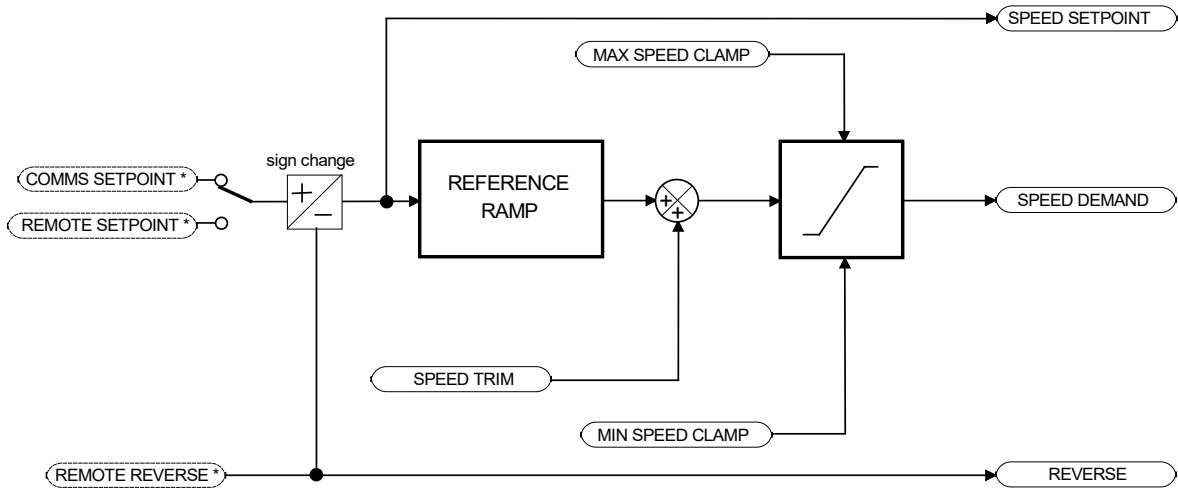 SPEED SETPOINT
MAX SPEED CLAMP
sign change
COMMS SETPOINT *
REMOTE SETPOINT *
+
−
REFERENCE
RAMP
+
+
SPEED DEMAND
SPEED TRIM
MIN SPEED CLAMP
REMOTE REVERSE *
REVERSE